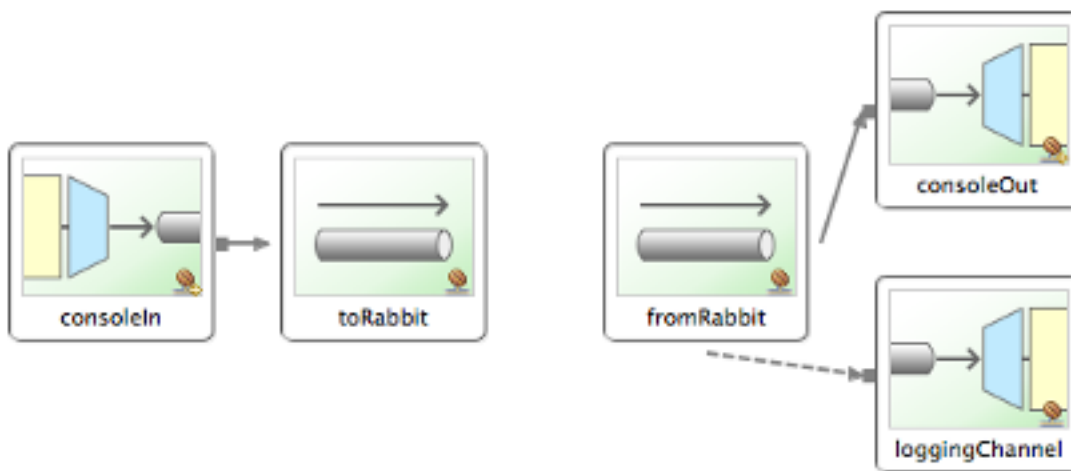 consoleOut
consoleIn
toRabbit
fromRabbit
loggingChannel